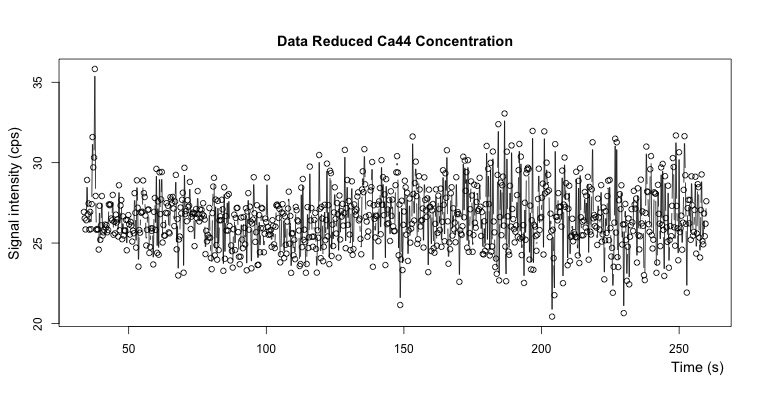 Data Reduced Ca44 Concentration
Signal intensity (cps)
35
30
25
20
50 100 150 200 250
Time (s)